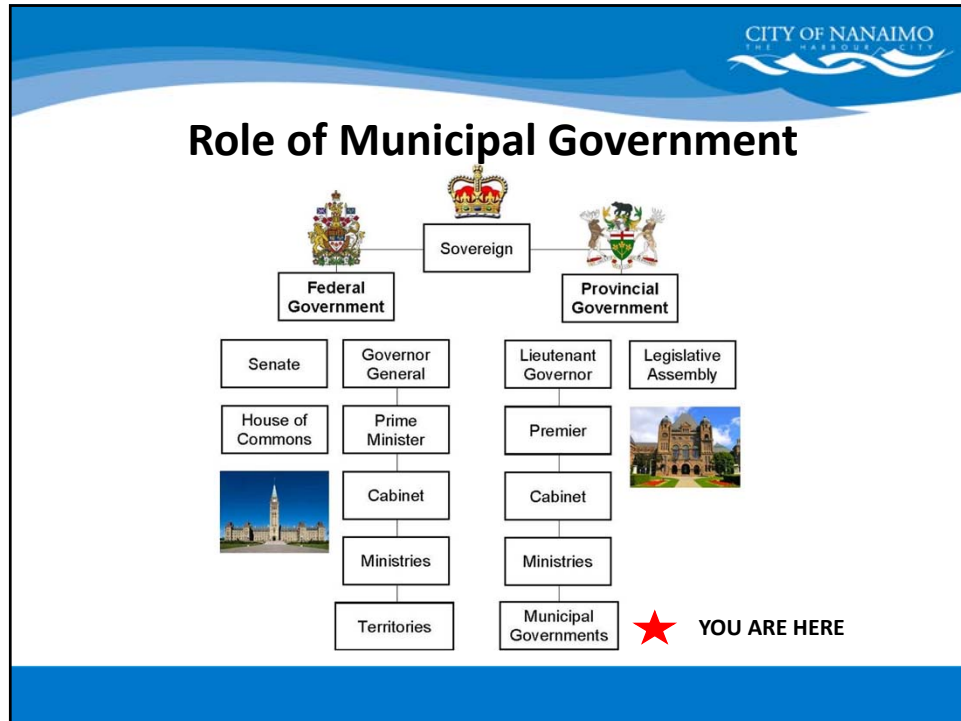 CITY OF NANAIMO
THE HARBOUR CITY
Role of Municipal Government
Sovereign
Federal
Government
Provincial
Government
Senate
Governor
General
Lieutenant
Governor
Legislative
Assembly
House of
Commons
Prime
Minister
Premier
Cabinet
Cabinet
Ministries
Ministries
Territories
Municipal
Governments
YOU ARE HERE